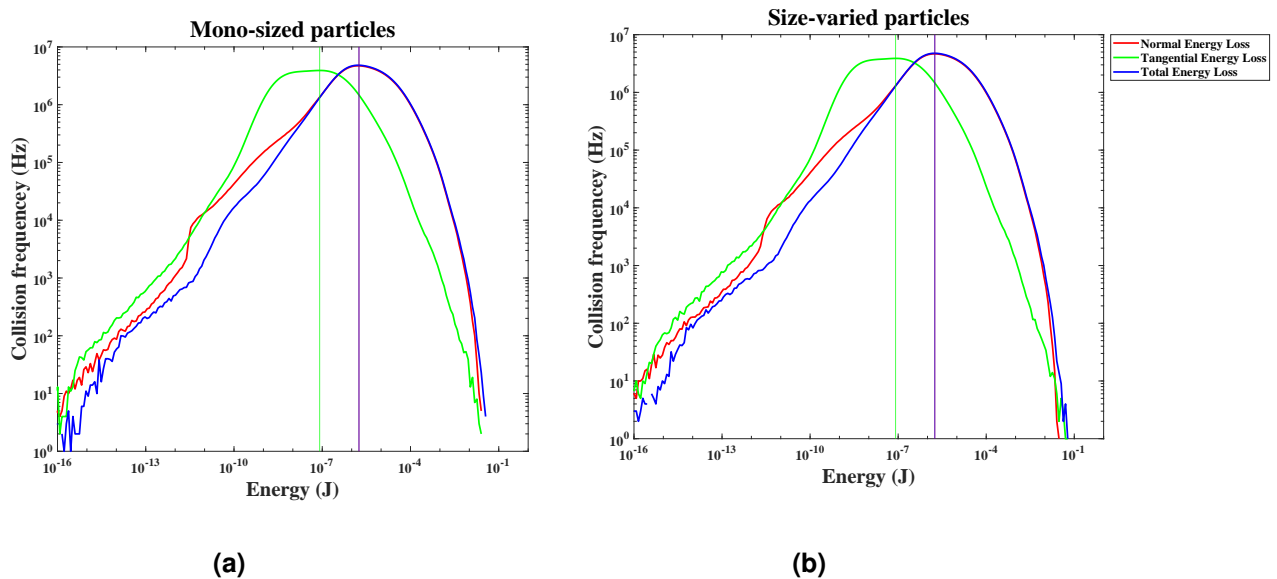 Mono-sized particles
10^7
10^6
10^5
10^4
10^3
10^2
10^1
10^0
Collision frequencey (Hz)
10^-16
10^-13
10^-10
10^-7
10^-4
10^-1
Energy (J)
(a)
Size-varied particles
10^7
10^6
10^5
10^4
10^3
10^2
10^1
10^0
Collision frequencey (Hz)
10^-16
10^-13
10^-10
10^-7
10^-4
10^-1
Energy (J)
(b)
Normal Energy Loss
Tangential Energy Loss
Total Energy Loss